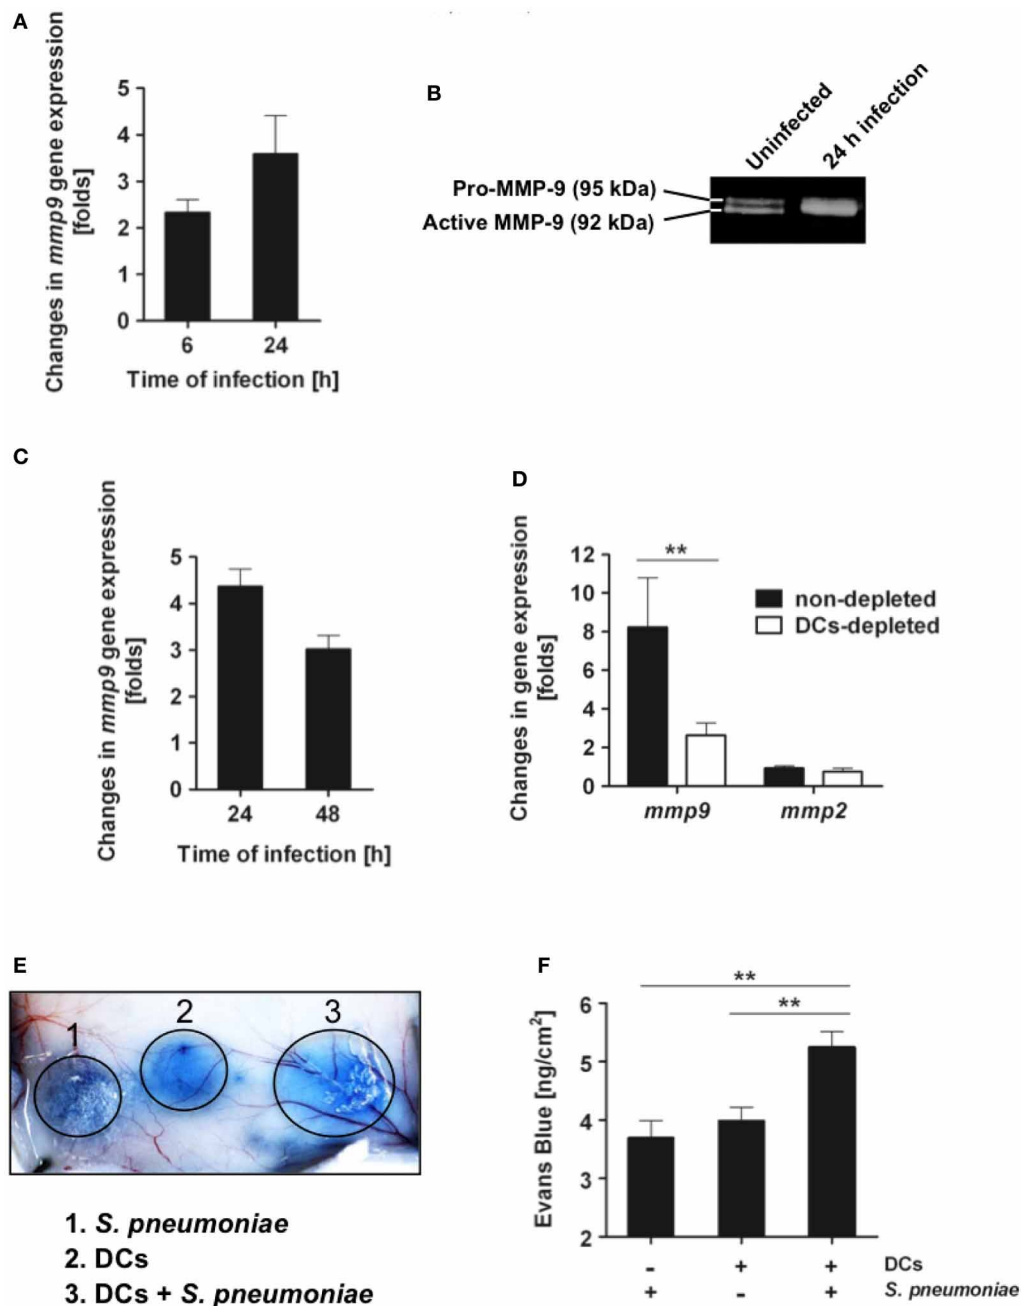 A
Changes in mmp9 gene expression
[folds]
5
4
3
2
1
0
6 24
Time of infection [h]
B
Uninfected
24 h infection
Pro-MMP-9 (95 kDa)
Active MMP-9 (92 kDa)
C
Changes in mmp9 gene expression
[folds]
5
4
3
2
1
0
24 48
Time of infection [h]
D
Changes in gene expression
[folds]
12
10
8
6
4
2
0
**
non-depleted
DCs-depleted
mmp9 mmp2
E
1 2 3
1. S. pneumoniae
2. DCs
3. DCs + S. pneumoniae
F
Evans Blue [ng/cm²]
6
5
4
3
2
**
**
- + + DCs
+ - + S. pneumoniae